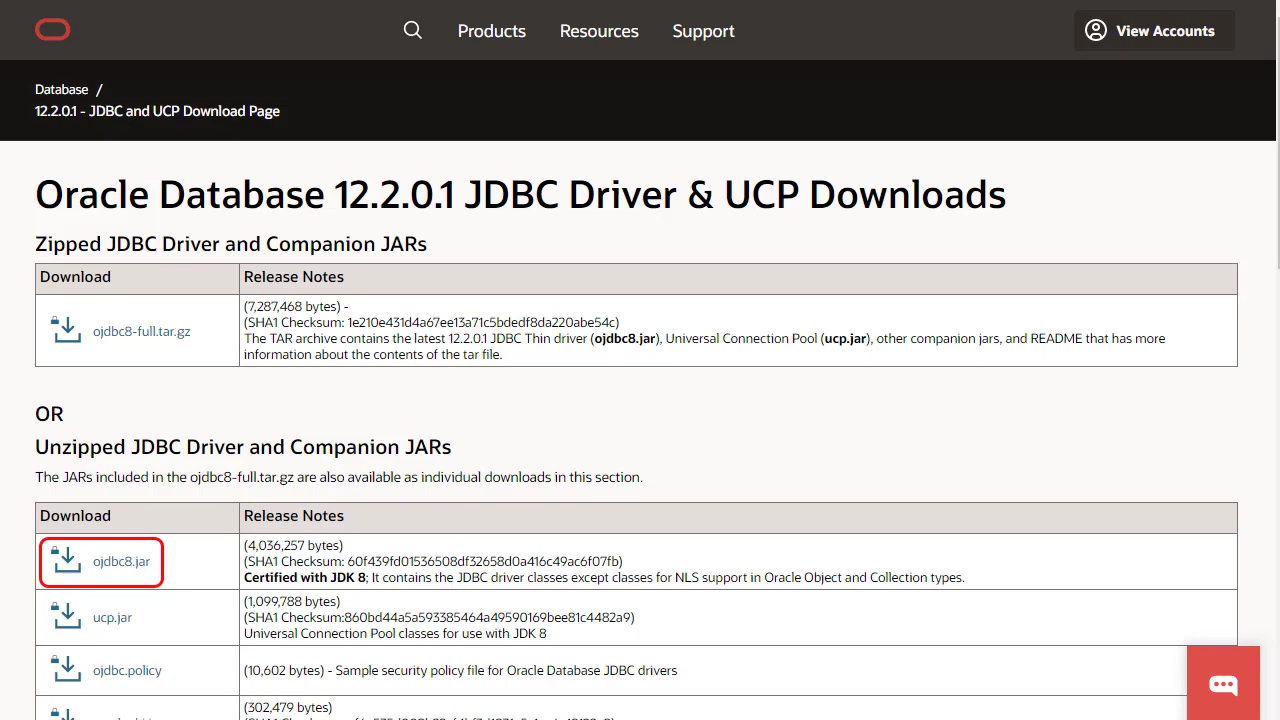 Products Resources Support View Accounts
Database /
12.2.0.1 - JDBC and UCP Download Page
Oracle Database 12.2.0.1 JDBC Driver & UCP Downloads
Zipped JDBC Driver and Companion JARs
Download Release Notes
(7,287,468 bytes) -
(SHA1 Checksum: 1e210e431d4a67ee13a71c5bdedf8da220abe54c)
ojdbc8-full.tar.gz
The TAR archive contains the latest 12.2.0.1 JDBC Thin driver (ojdbc8.jar), Universal Connection Pool (ucp.jar), other companion jars, and README that has more
information about the contents of the tar file.
OR
Unzipped JDBC Driver and Companion JARs
The JARs included in the ojdbc8-full.tar.gz are also available as individual downloads in this section.
Download Release Notes
(4,036,257 bytes)
ojdbc8.jar (SHA1 Checksum: 60f439fd01536508df32658d0a416c49ac6f07fb)
Certified with JDK 8; It contains the JDBC driver classes except classes for NLS support in Oracle Object and Collection types.
(1,099,788 bytes)
ucp.jar (SHA1 Checksum:860bd44a5a593385464a49590169bee81c4482a9)
Universal Connection Pool classes for use with JDK 8
ojdbc.policy (10,602 bytes) - Sample security policy file for Oracle Database JDBC drivers
(302,479 bytes)